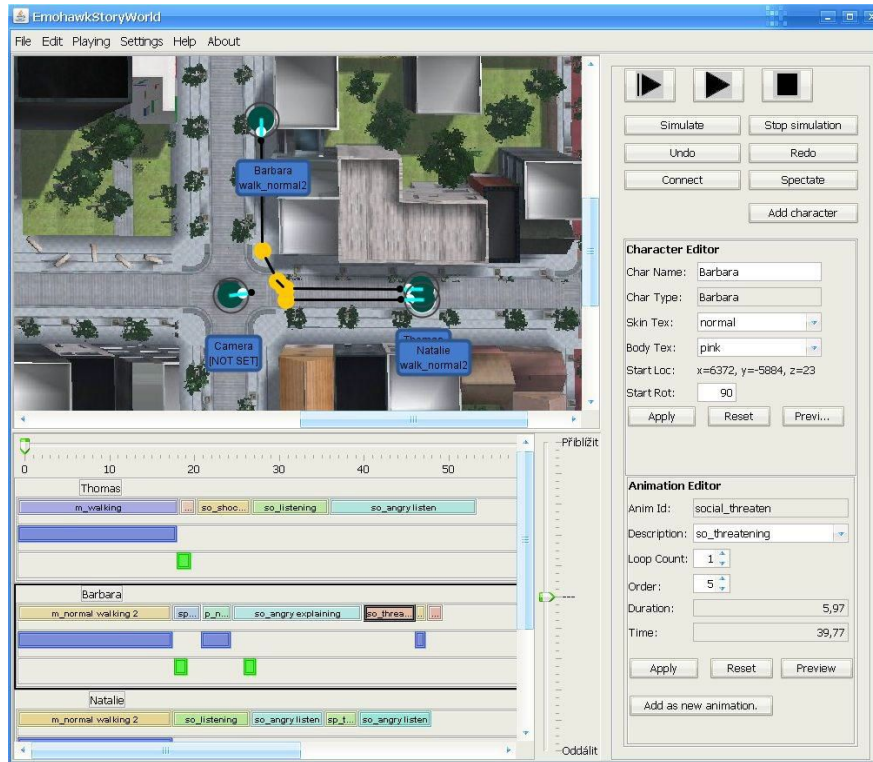 EmohawkStoryWorld
File Edit Playing Settings Help About
Barbara
walk_normal2
Camera
[NOT SET]
Thomas
Natalie
walk_normal2
Simulate Stop simulation
Undo Redo
Connect Spectate
Add character
Character Editor
Char Name: Barbara
Char Type: Barbara
Skin Tex: normal
Body Tex: pink
Start Loc: x=6372, y=-5884, z=23
Start Rot: 90
Apply Reset Previ...
0 10 20 30 40 50
Thomas
m_walking ... so_shoc... so_listening so_angry listen
Barbara
m_normal walking 2 sp... p_n... so_angry explaining so_threa... ... ...
Natalie
m_normal walking 2 so_listening so_angry listen sp_t... so_angry listen
Přiblížit
Oddálit
Animation Editor
Anim Id: social_threaten
Description: so_threatening
Loop Count: 1
Order: 5
Duration: 5,97
Time: 39,77
Apply Reset Preview
Add as new animation.